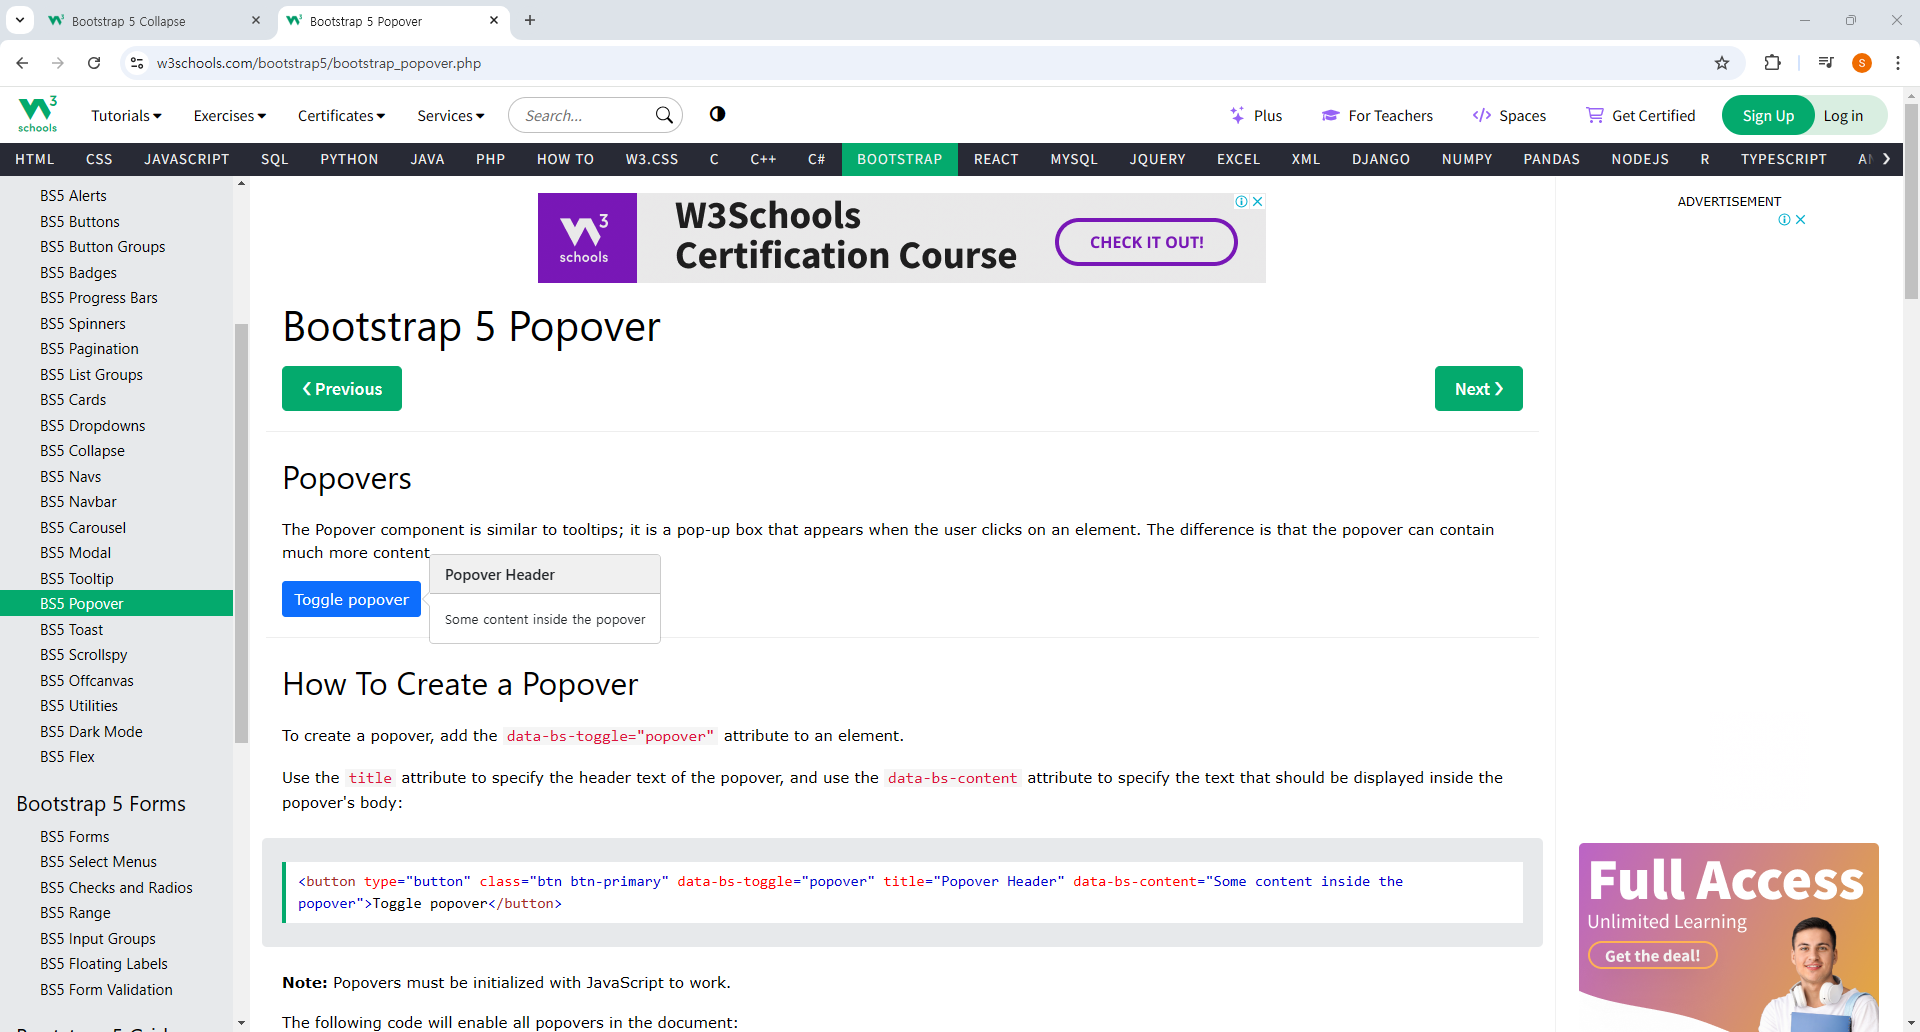 Bootstrap 5 Collapse
Bootstrap 5 Popover
w3schools.com/bootstrap5/bootstrap_popover.php
S
3
schools
Tutorials
Exercises
Certificates
Services
Search...
Plus
For Teachers
Spaces
Get Certified
Sign Up
Log in
HTML CSS JAVASCRIPT SQL PYTHON JAVA PHP HOW TO W3.CSS C C++ C# BOOTSTRAP REACT MYSQL JQUERY EXCEL XML DJANGO NUMPY PANDAS NODEJS R TYPESCRIPT
BS5 Alerts
BS5 Buttons
BS5 Button Groups
BS5 Badges
BS5 Progress Bars
BS5 Spinners
BS5 Pagination
BS5 List Groups
BS5 Cards
BS5 Dropdowns
BS5 Collapse
BS5 Navs
BS5 Navbar
BS5 Carousel
BS5 Modal
BS5 Tooltip
BS5 Popover
BS5 Toast
BS5 Scrollspy
BS5 Offcanvas
BS5 Utilities
BS5 Dark Mode
BS5 Flex
Bootstrap 5 Forms
BS5 Forms
BS5 Select Menus
BS5 Checks and Radios
BS5 Range
BS5 Input Groups
BS5 Floating Labels
BS5 Form Validation
3
schools
W3Schools
Certification Course
CHECK IT OUT!
Bootstrap 5 Popover
❮ Previous
Next ❯
Popovers
The Popover component is similar to tooltips; it is a pop-up box that appears when the user clicks on an element. The difference is that the popover can contain
much more content
Toggle popover
Popover Header
Some content inside the popover
How To Create a Popover
To create a popover, add the data-bs-toggle="popover" attribute to an element.
Use the title attribute to specify the header text of the popover, and use the data-bs-content attribute to specify the text that should be displayed inside the
popover's body:
<button type="button" class="btn btn-primary" data-bs-toggle="popover" title="Popover Header" data-bs-content="Some content inside the
popover">Toggle popover</button>
Note: Popovers must be initialized with JavaScript to work.
The following code will enable all popovers in the document:
ADVERTISEMENT
Full Access
Unlimited Learning
Get the deal!